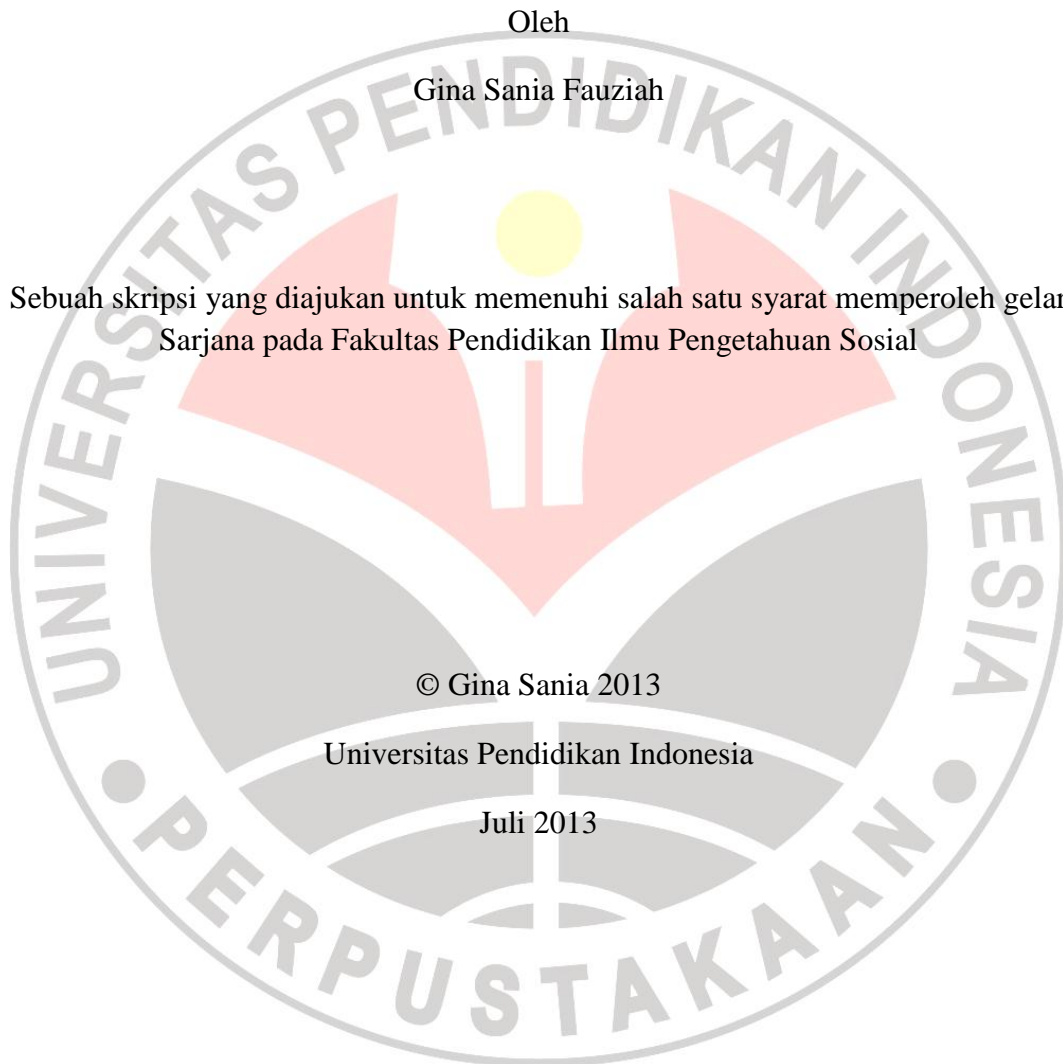 Oleh
Gina Sania Fauziah
Sebuah skripsi yang diajukan untuk memenuhi salah satu syarat memperoleh gelar
Sarjana pada Fakultas Pendidikan Ilmu Pengetahuan Sosial
© Gina Sania 2013
Universitas Pendidikan Indonesia
Juli 2013
UNIVERSITAS PENDIDIKAN INDONESIA
PERPUSTAKAAN